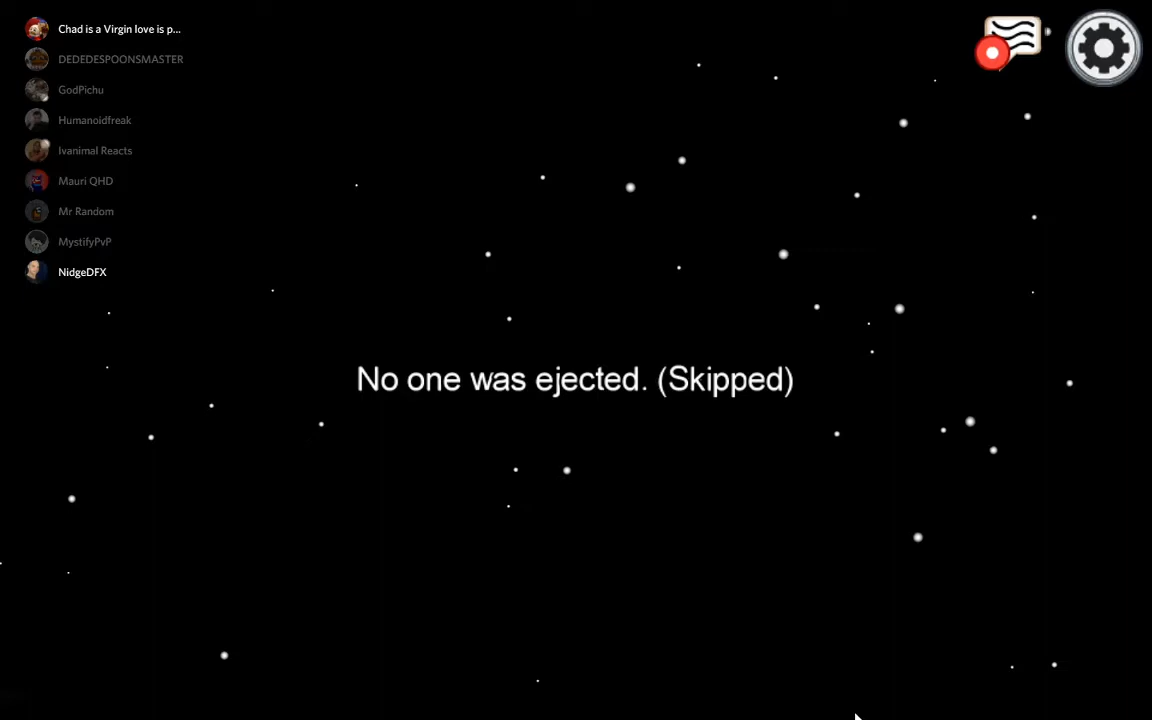 Chad is a Virgin love is p...
DEDEDESPOONSMASTER
GodPichu
Humanoidfreak
Ivanimal Reacts
Mauri QHD
Mr Random
MystifyPvP
NidgeDFX
No one was ejected. (Skipped)